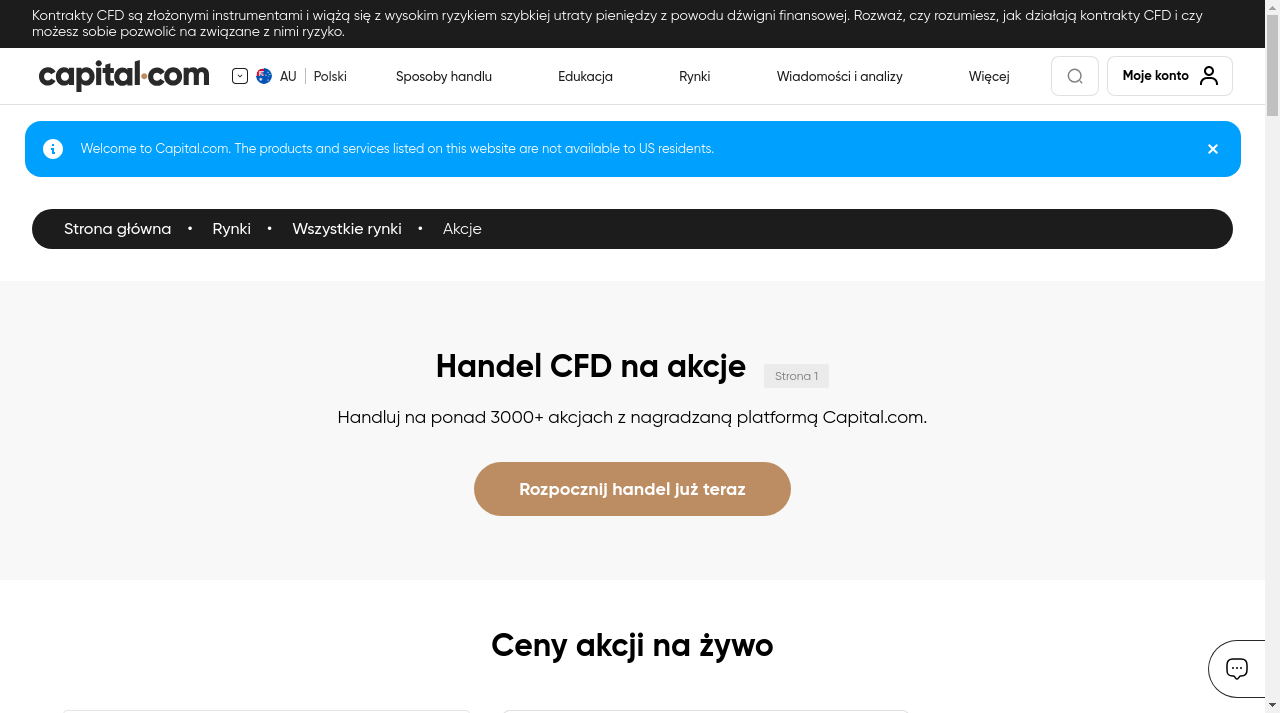 Kontrakty CFD są złożonymi instrumentami i wiążą się z wysokim ryzykiem szybkiej utraty pieniędzy z powodu dźwigni finansowej. Rozważ, czy rozumiesz, jak działają kontrakty CFD i czy
możesz sobie pozwolić na związane z nimi ryzyko.
capital.com AU Polski Sposoby handlu Edukacja Rynki Wiadomości i analizy Więcej Moje konto
Welcome to Capital.com. The products and services listed on this website are not available to US residents.
Strona główna • Rynki • Wszystkie rynki • Akcje
Handel CFD na akcje Strona 1
Handluj na ponad 3000+ akcjach z nagradzaną platformą Capital.com.
Rozpocznij handel już teraz
Ceny akcji na żywo